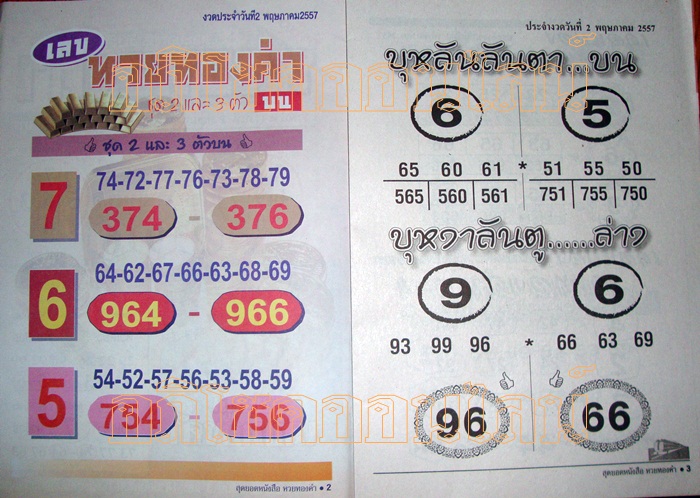 งวดประจำวันที่2 พฤษภาคม2557
เลข
หวยทองคำ
ชุด 2 และ 3 ตัว บน
ชุด 2 และ 3 ตัวบน
7
74-72-77-76-73-78-79
374 - 376
6
64-62-67-66-63-68-69
964 - 966
5
54-52-57-56-53-58-59
754 - 756
สุดยอดหนังสือ หวยทองคำ • 2
ประจำงวดวันที่ 2 พฤษภาคม 2557
บุหลันลันตา...บน
6 5
65 60 61 * 51 55 50
565 560 561 751 755 750
บุหงาลันตู......ล่าง
9 6
93 99 96 * 66 63 69
96 66
สุดยอดหนังสือ หวยทองคำ • 3